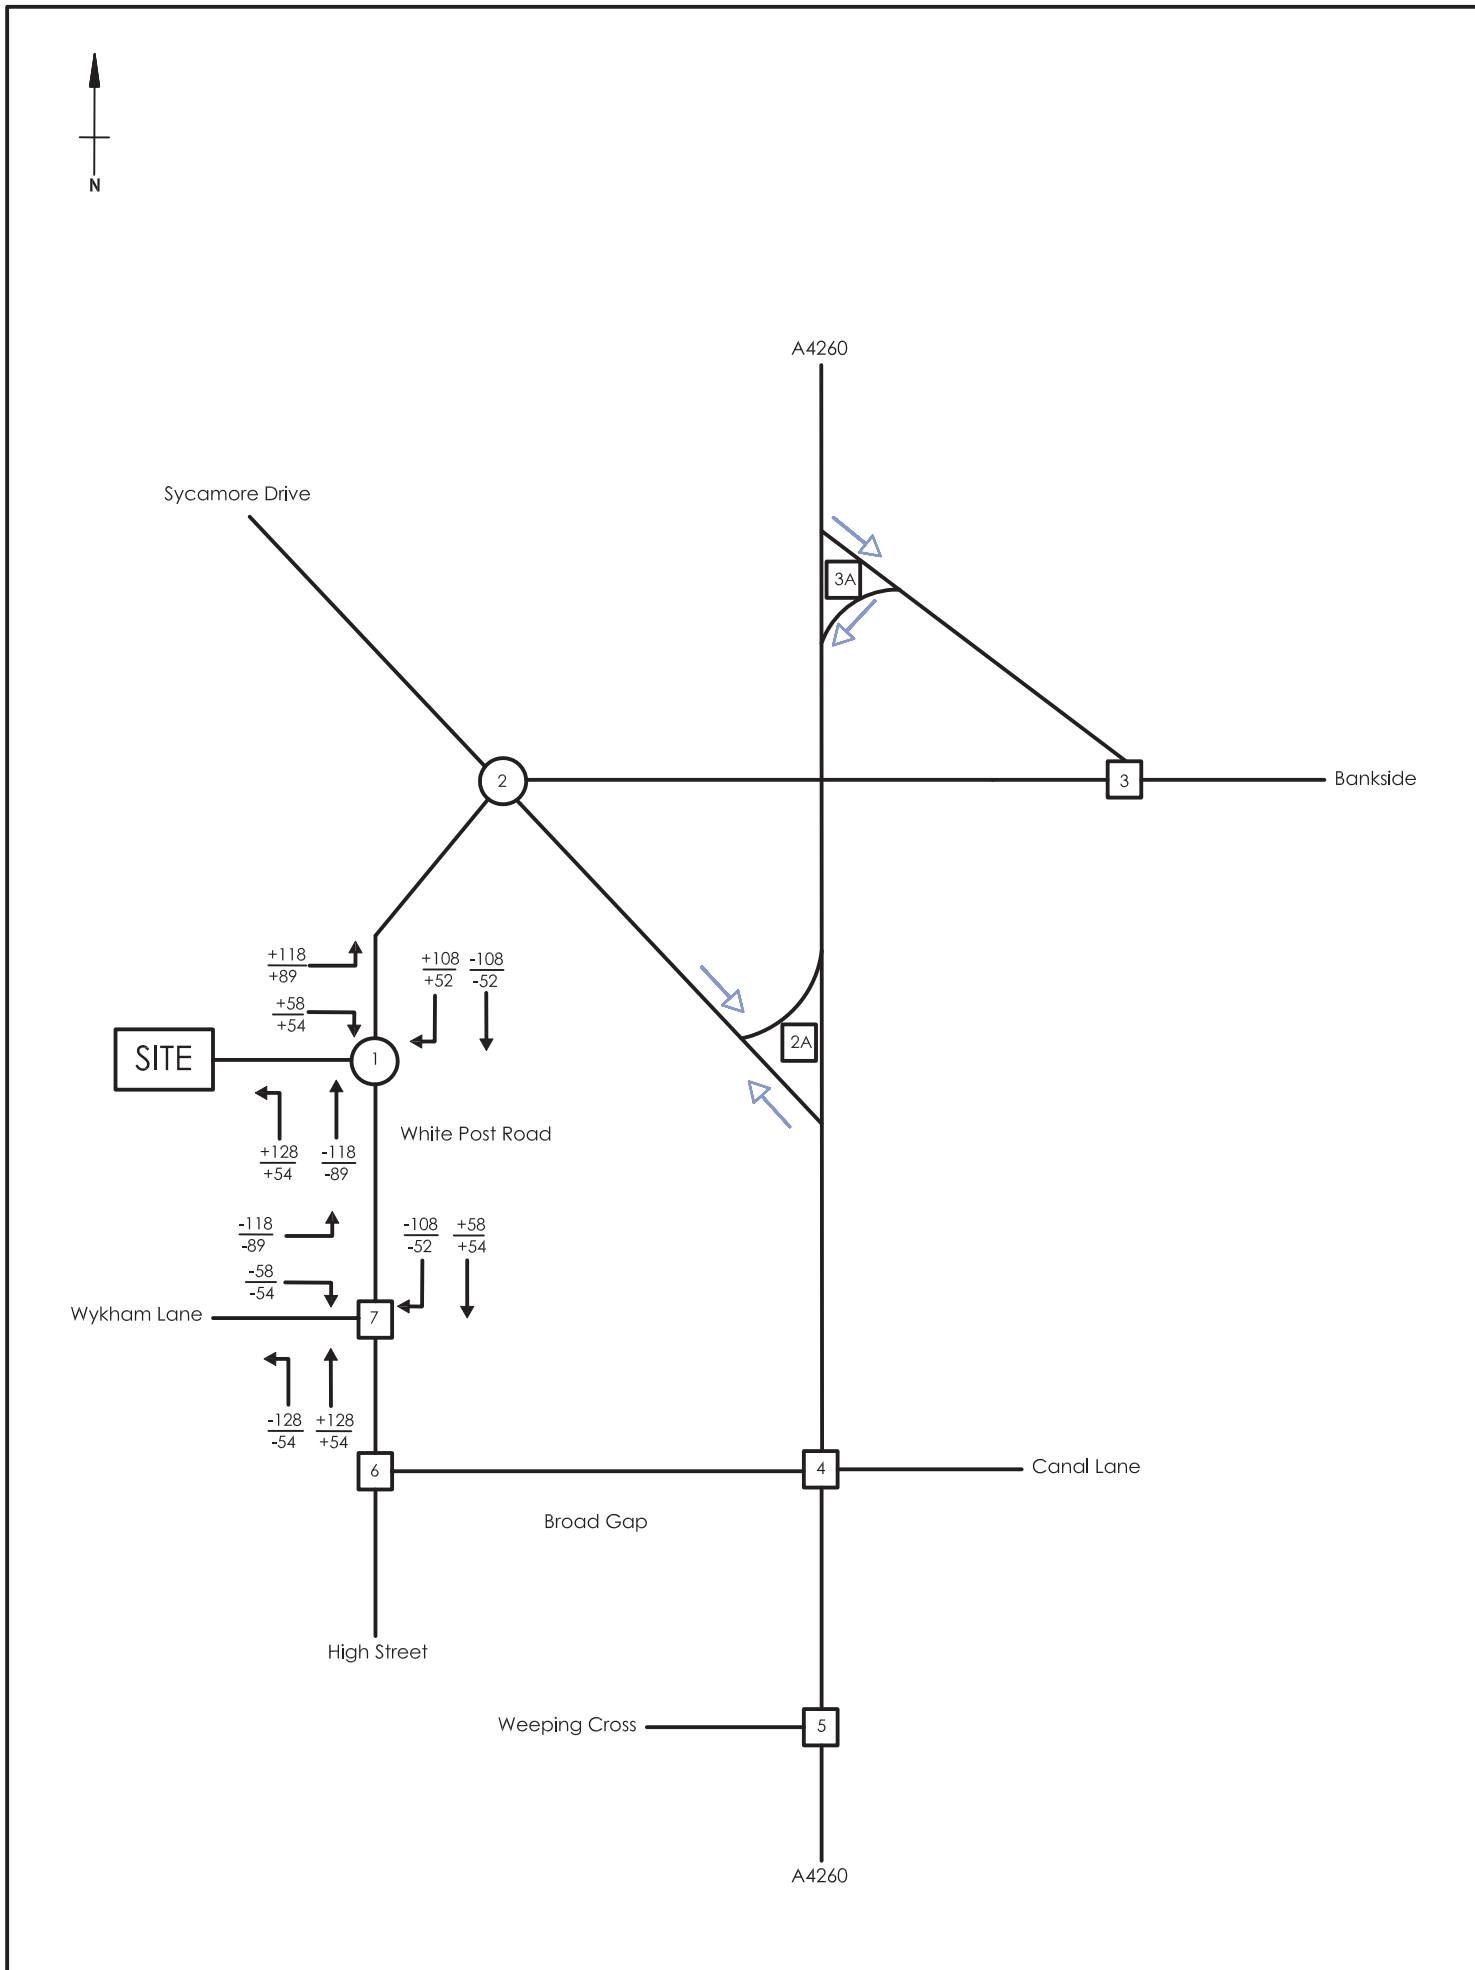 N
A4260
Sycamore Drive
3A
2
3
Bankside
+118
+89
+108
+52
-108
-52
+58
+54
SITE
1
2A
White Post Road
+128
+54
-118
-89
-118
-89
-108
-52
+58
+54
-58
-54
Wykham Lane
7
-128
-54
+128
+54
6
4
Canal Lane
Broad Gap
High Street
Weeping Cross
5
A4260